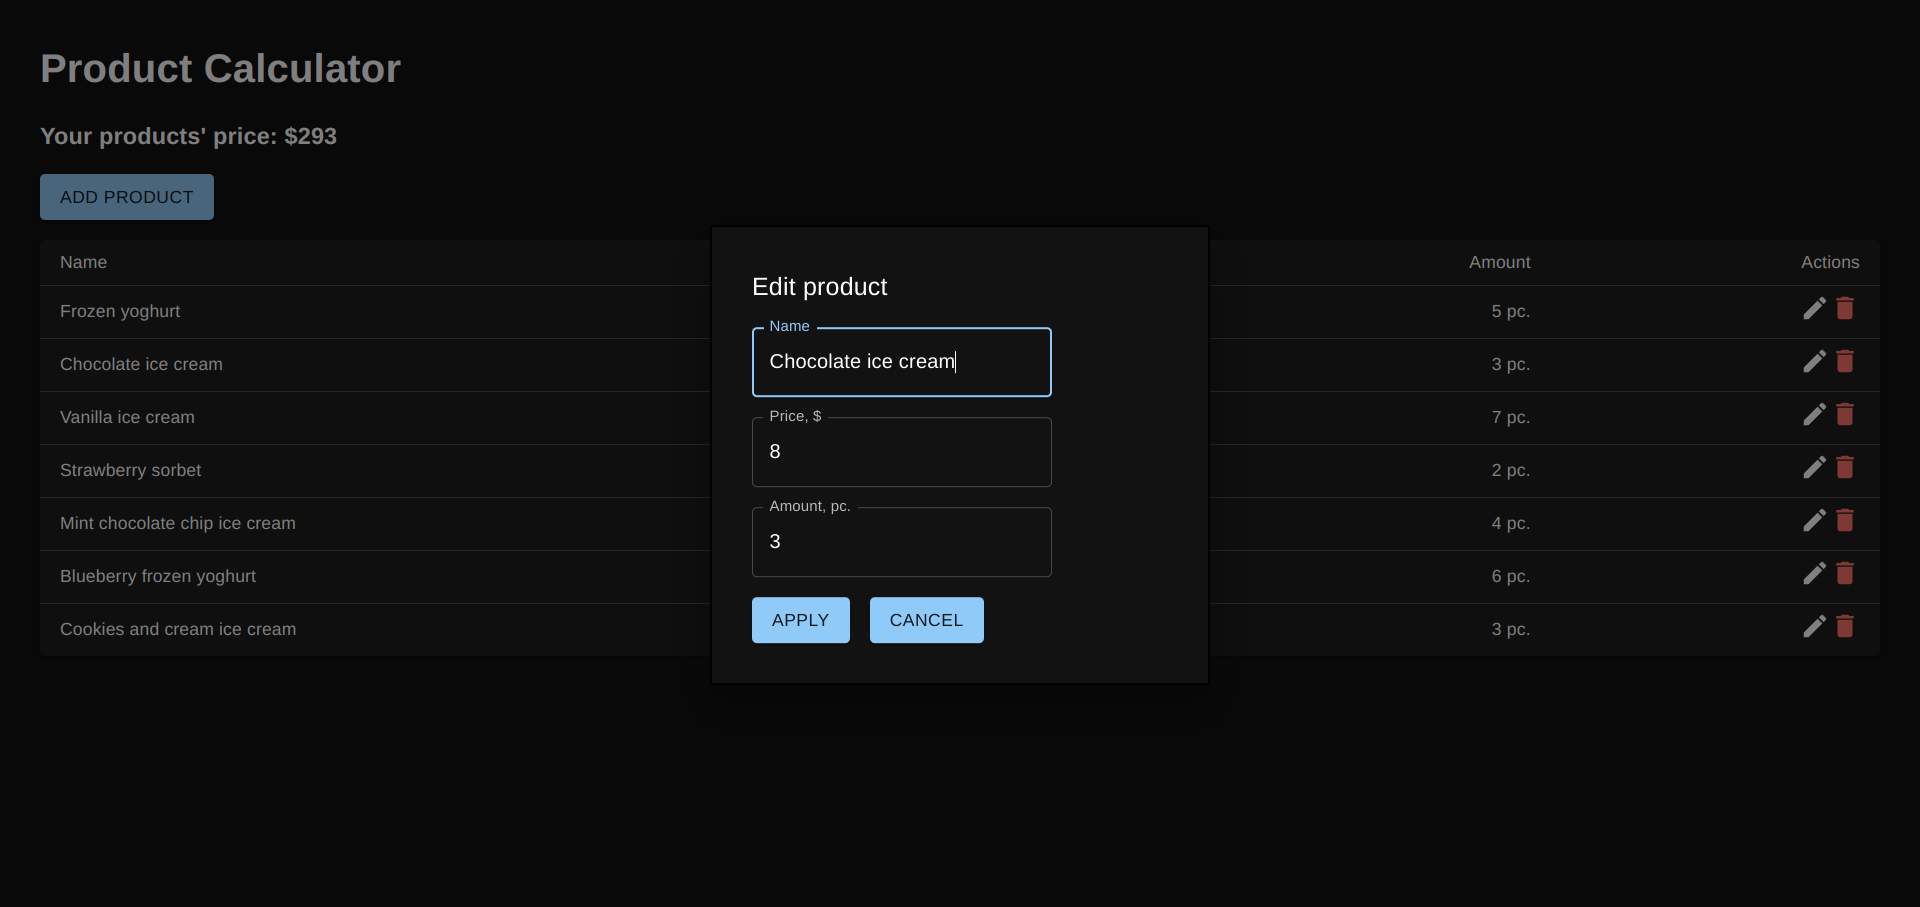 Product Calculator
Your products' price: $293
ADD PRODUCT
Name Amount Actions
Frozen yoghurt 5 pc.
Chocolate ice cream 3 pc.
Vanilla ice cream 7 pc.
Strawberry sorbet 2 pc.
Mint chocolate chip ice cream 4 pc.
Blueberry frozen yoghurt 6 pc.
Cookies and cream ice cream 3 pc.
Edit product
Name
Chocolate ice cream
Price, $
8
Amount, pc.
3
APPLY CANCEL